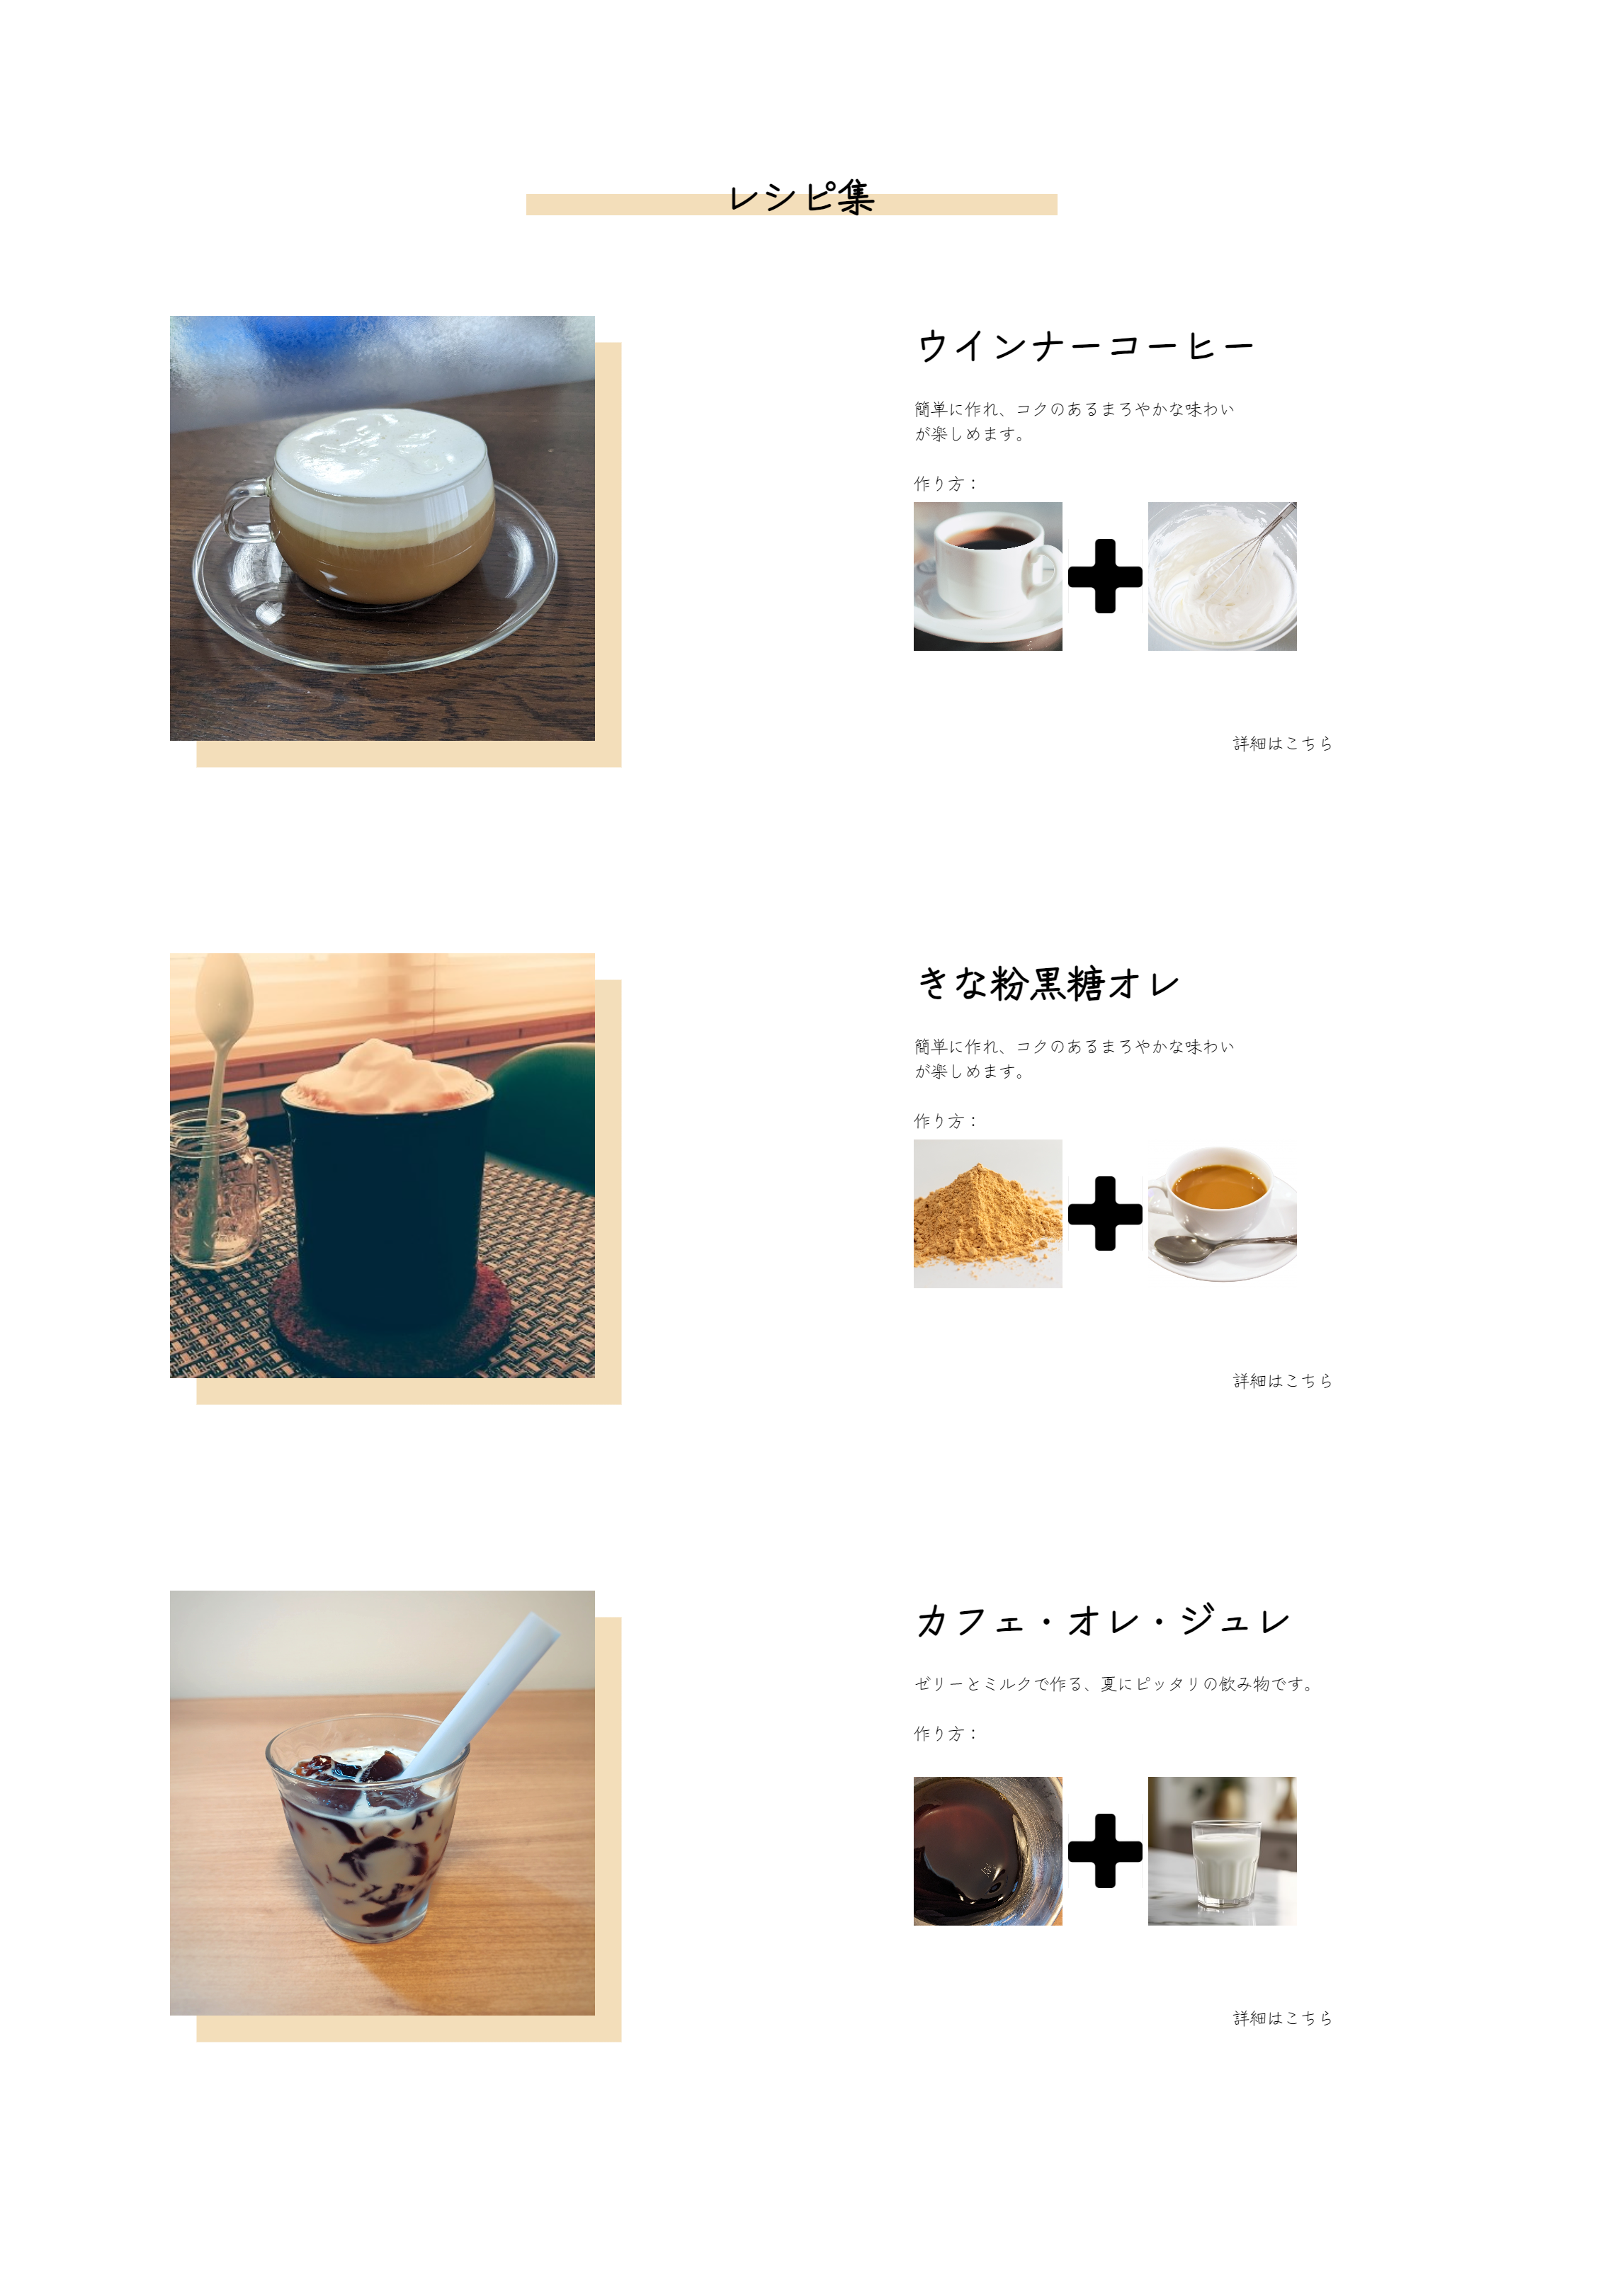 レシピ集
ウインナーコーヒー
簡単に作れ、コクのあるまろやかな味わい
が楽しめます。
作り方：
詳細はこちら
きな粉黒糖オレ
簡単に作れ、コクのあるまろやかな味わい
が楽しめます。
作り方：
詳細はこちら
カフェ・オレ・ジュレ
ゼリーとミルクで作る、夏にピッタリの飲み物です。
作り方：
詳細はこちら